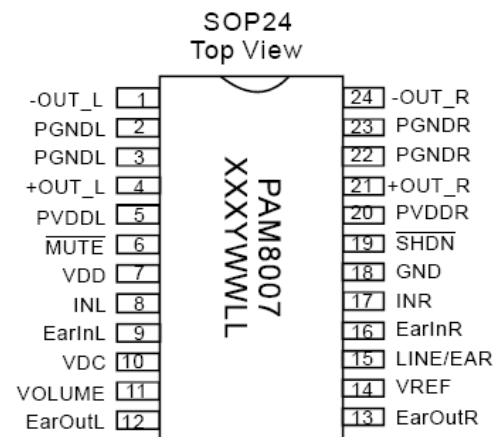 SOP24
Top View
-OUT_L 1
PGNDL 2
PGNDL 3
+OUT_L 4
PVDDL 5
MUTE 6
VDD 7
INL 8
EarInL 9
VDC 10
VOLUME 11
EarOutL 12
PAM8007
XXXYWWLL
24 -OUT_R
23 PGNDR
22 PGNDR
21 +OUT_R
20 PVDDR
19 SHDN
18 GND
17 INR
16 EarInR
15 LINE/EAR
14 VREF
13 EarOutR